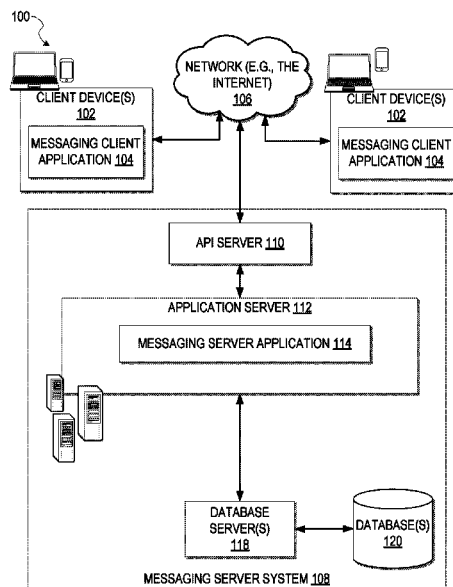 100
NETWORK (E.G., THE
INTERNET)
106
CLIENT DEVICE(S)
102
MESSAGING CLIENT
APPLICATION 104
CLIENT DEVICE(S)
102
MESSAGING CLIENT
APPLICATION 104
API SERVER 110
APPLICATION SERVER 112
MESSAGING SERVER APPLICATION 114
DATABASE
SERVER(S)
118
DATABASE(S)
120
MESSAGING SERVER SYSTEM 108